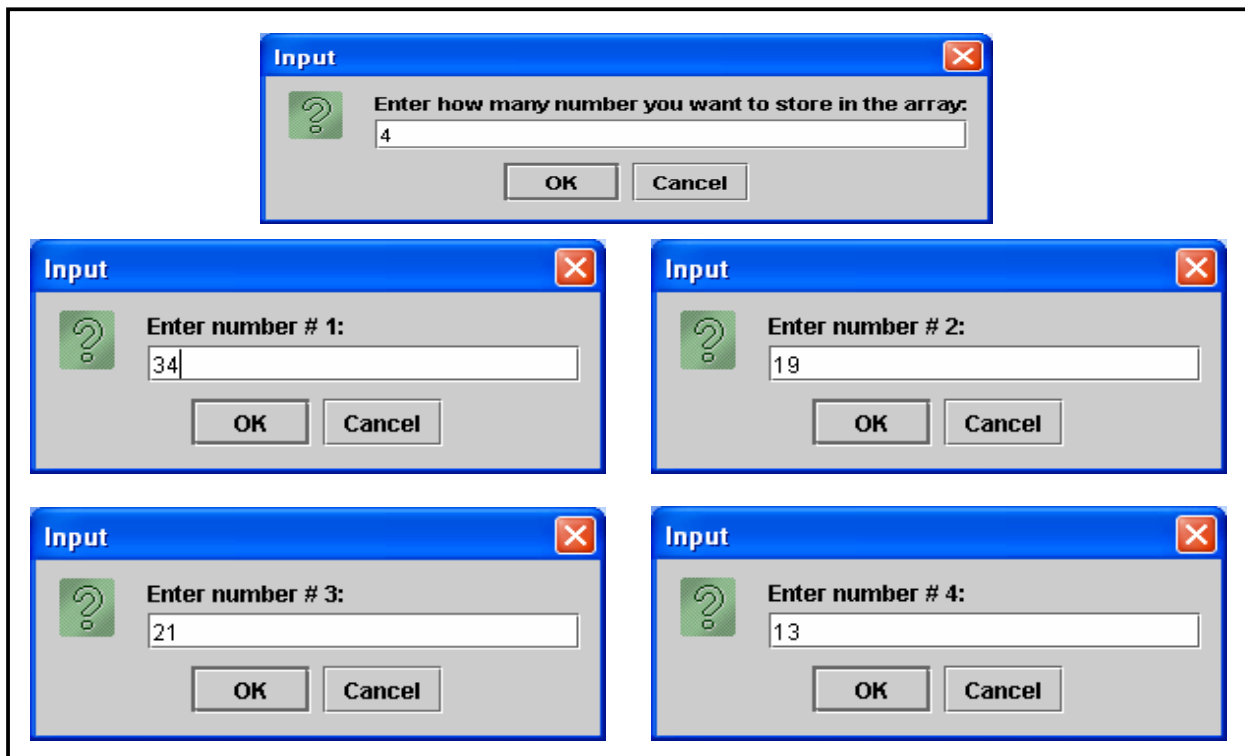 Input
Enter how many number you want to store in the array:
4
OK Cancel
Input
Enter number # 1:
34
OK Cancel
Input
Enter number # 2:
19
OK Cancel
Input
Enter number # 3:
21
OK Cancel
Input
Enter number # 4:
13
OK Cancel